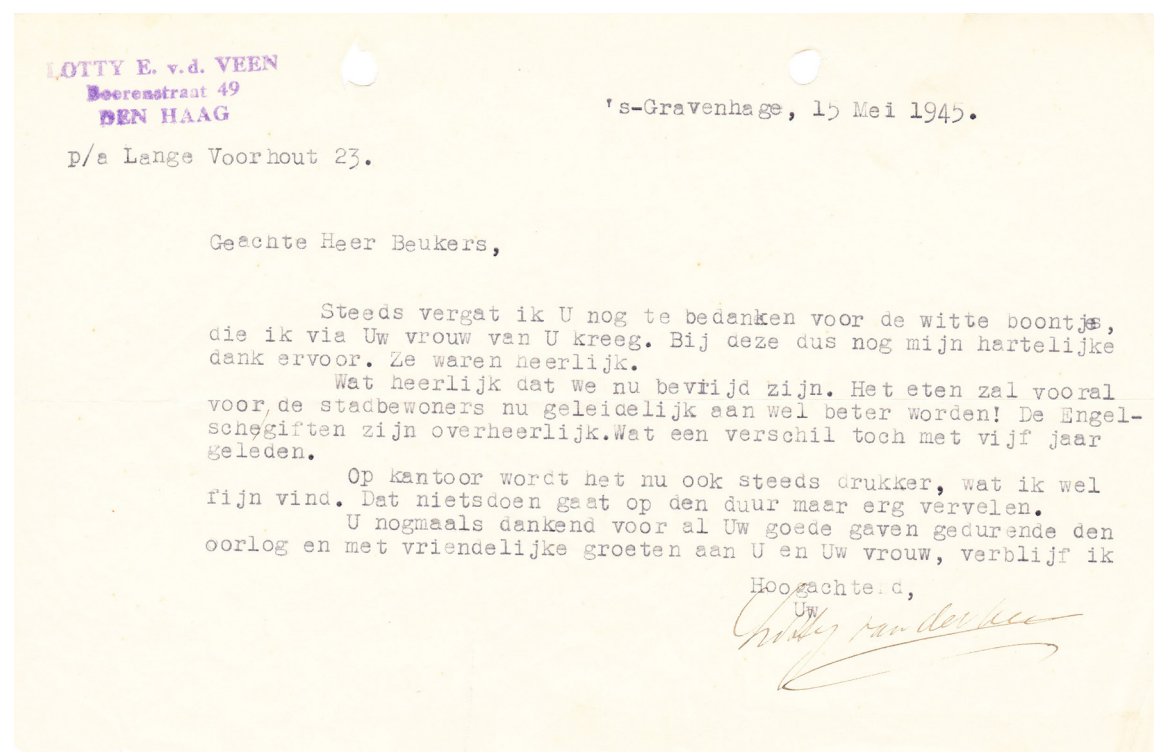 LOTTY E. v.d. VEEN
Beerenstraat 49
DEN HAAG
's-Gravenhage, 15 Mei 1945.
p/a Lange Voorhout 23.
Geachte Heer Beukers,
Steeds vergat ik U nog te bedanken voor de witte boontjes,
die ik via Uw vrouw van U kreeg. Bij deze dus nog mijn hartelijke
dank ervoor. Ze waren heerlijk.
Wat heerlijk dat we nu bevrijd zijn. Het eten zal vooral
voor de stadbewoners nu geleidelijk aan wel beter worden! De Engel-
sche giften zijn overheerlijk.Wat een verschil toch met vijf jaar
geleden.
Op kantoor wordt het nu ook steeds drukker, wat ik wel
fijn vind. Dat nietsdoen gaat op den duur maar erg vervelen.
U nogmaals dankend voor al Uw goede gaven gedurende den
oorlog en met vriendelijke groeten aan U en Uw vrouw, verblijf ik
Hoogachtend,
Uw
Lotty van der Veen